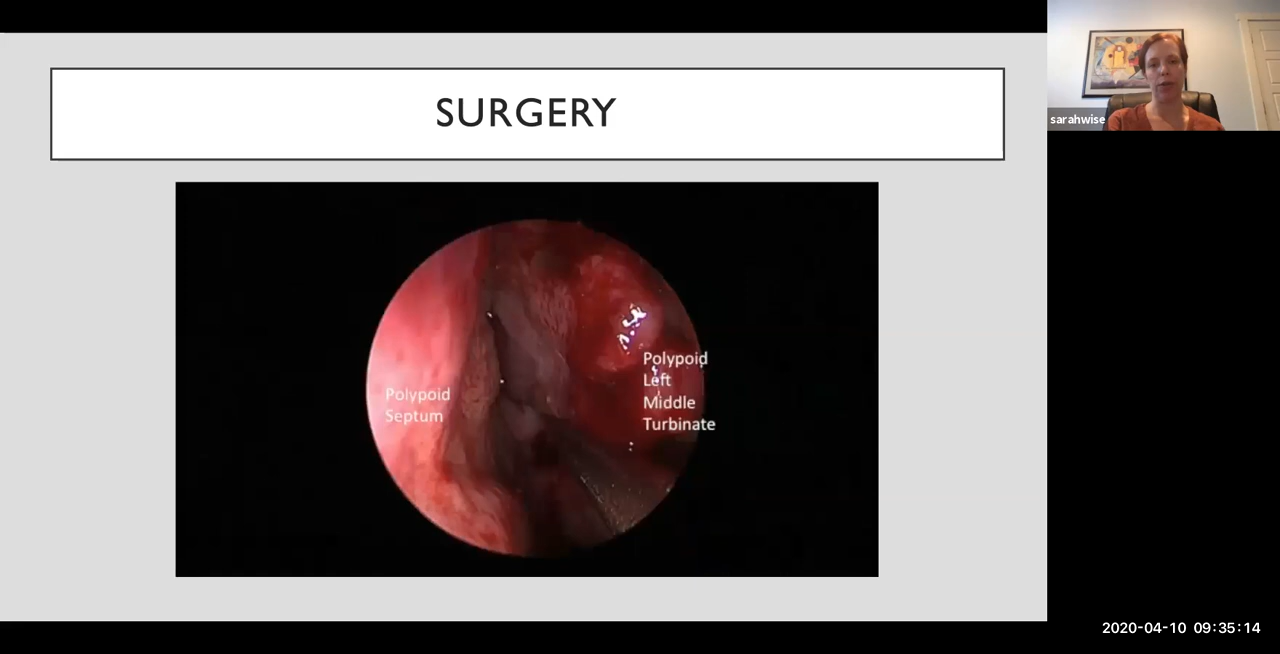 SURGERY
sarahwise
Polypoid
Septum
Polypoid
Left
Middle
Turbinate
2020-04-10 09:35:14